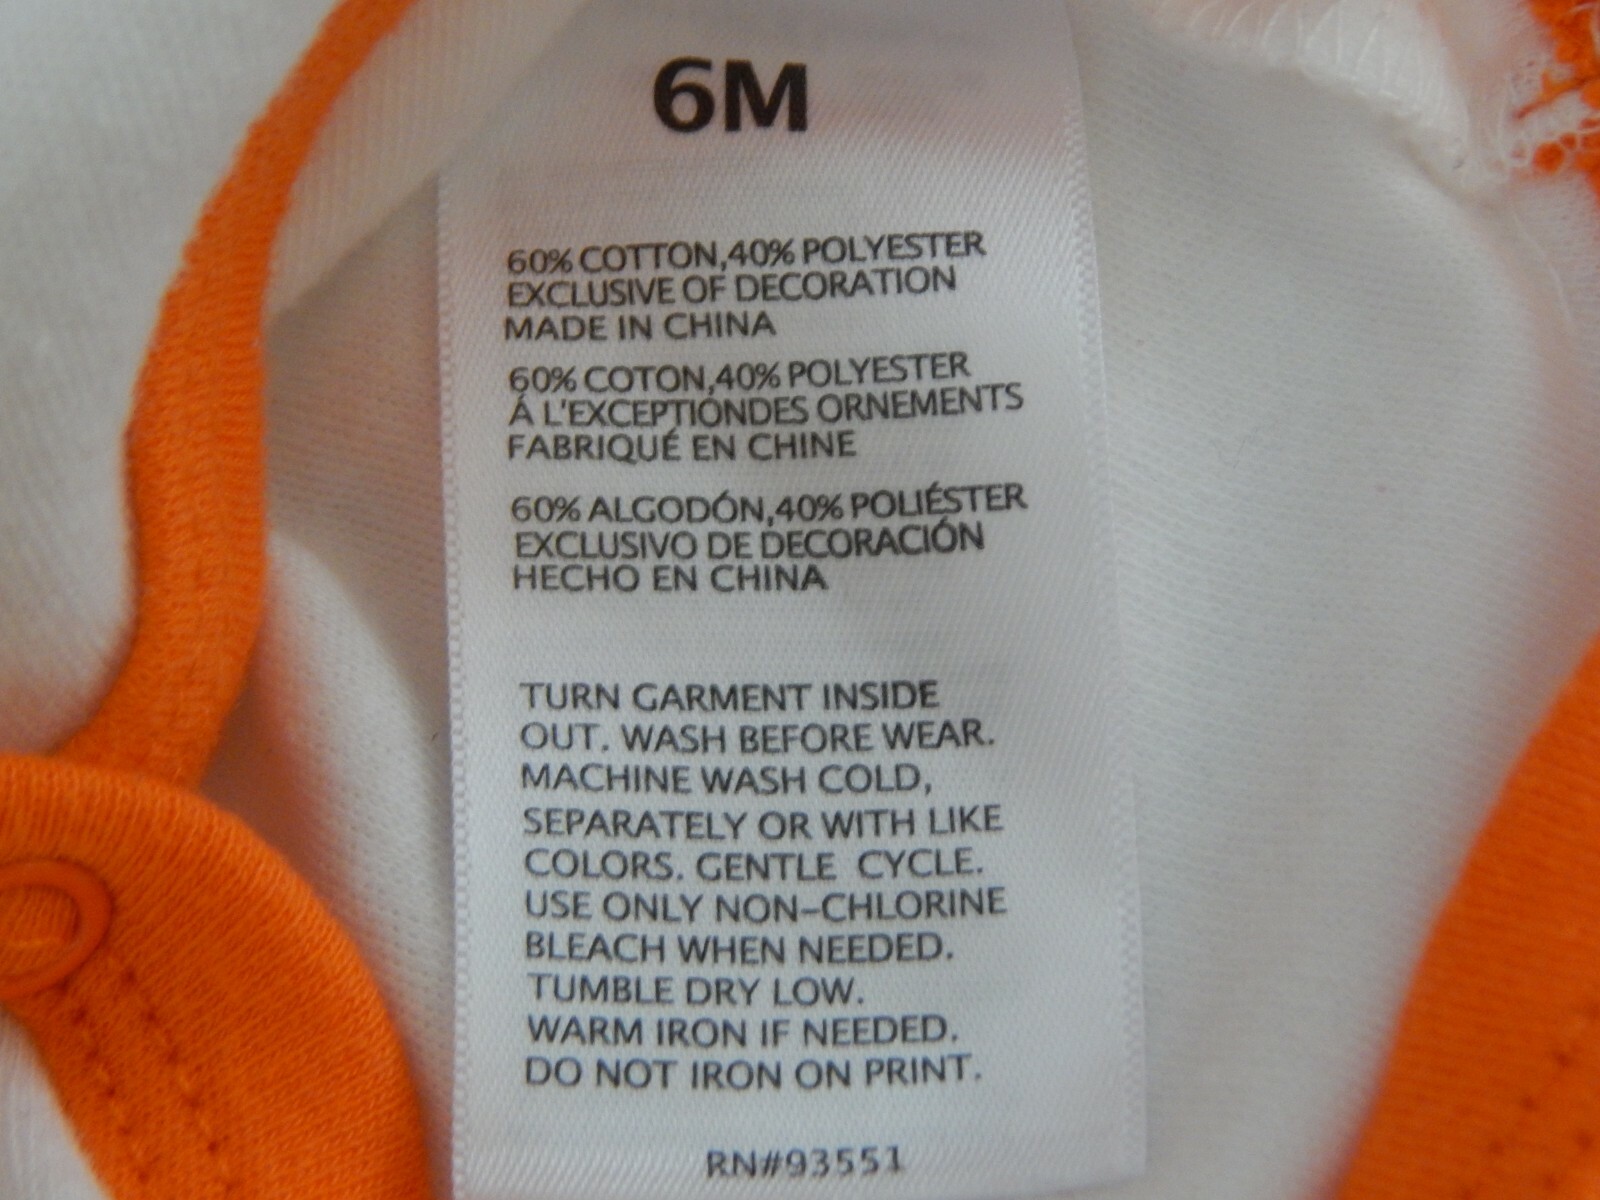 6M
60% COTTON,40% POLYESTER
EXCLUSIVE OF DECORATION
MADE IN CHINA
60% COTON,40% POLYESTER
Á L'EXCEPTIONDES ORNEMENTS
FABRIQUÉ EN CHINE
60% ALGODÓN,40% POLIÉSTER
EXCLUSIVO DE DECORACIÓN
HECHO EN CHINA
TURN GARMENT INSIDE
OUT. WASH BEFORE WEAR.
MACHINE WASH COLD,
SEPARATELY OR WITH LIKE
COLORS. GENTLE CYCLE.
USE ONLY NON-CHLORINE
BLEACH WHEN NEEDED.
TUMBLE DRY LOW.
WARM IRON IF NEEDED.
DO NOT IRON ON PRINT.
RN#93551